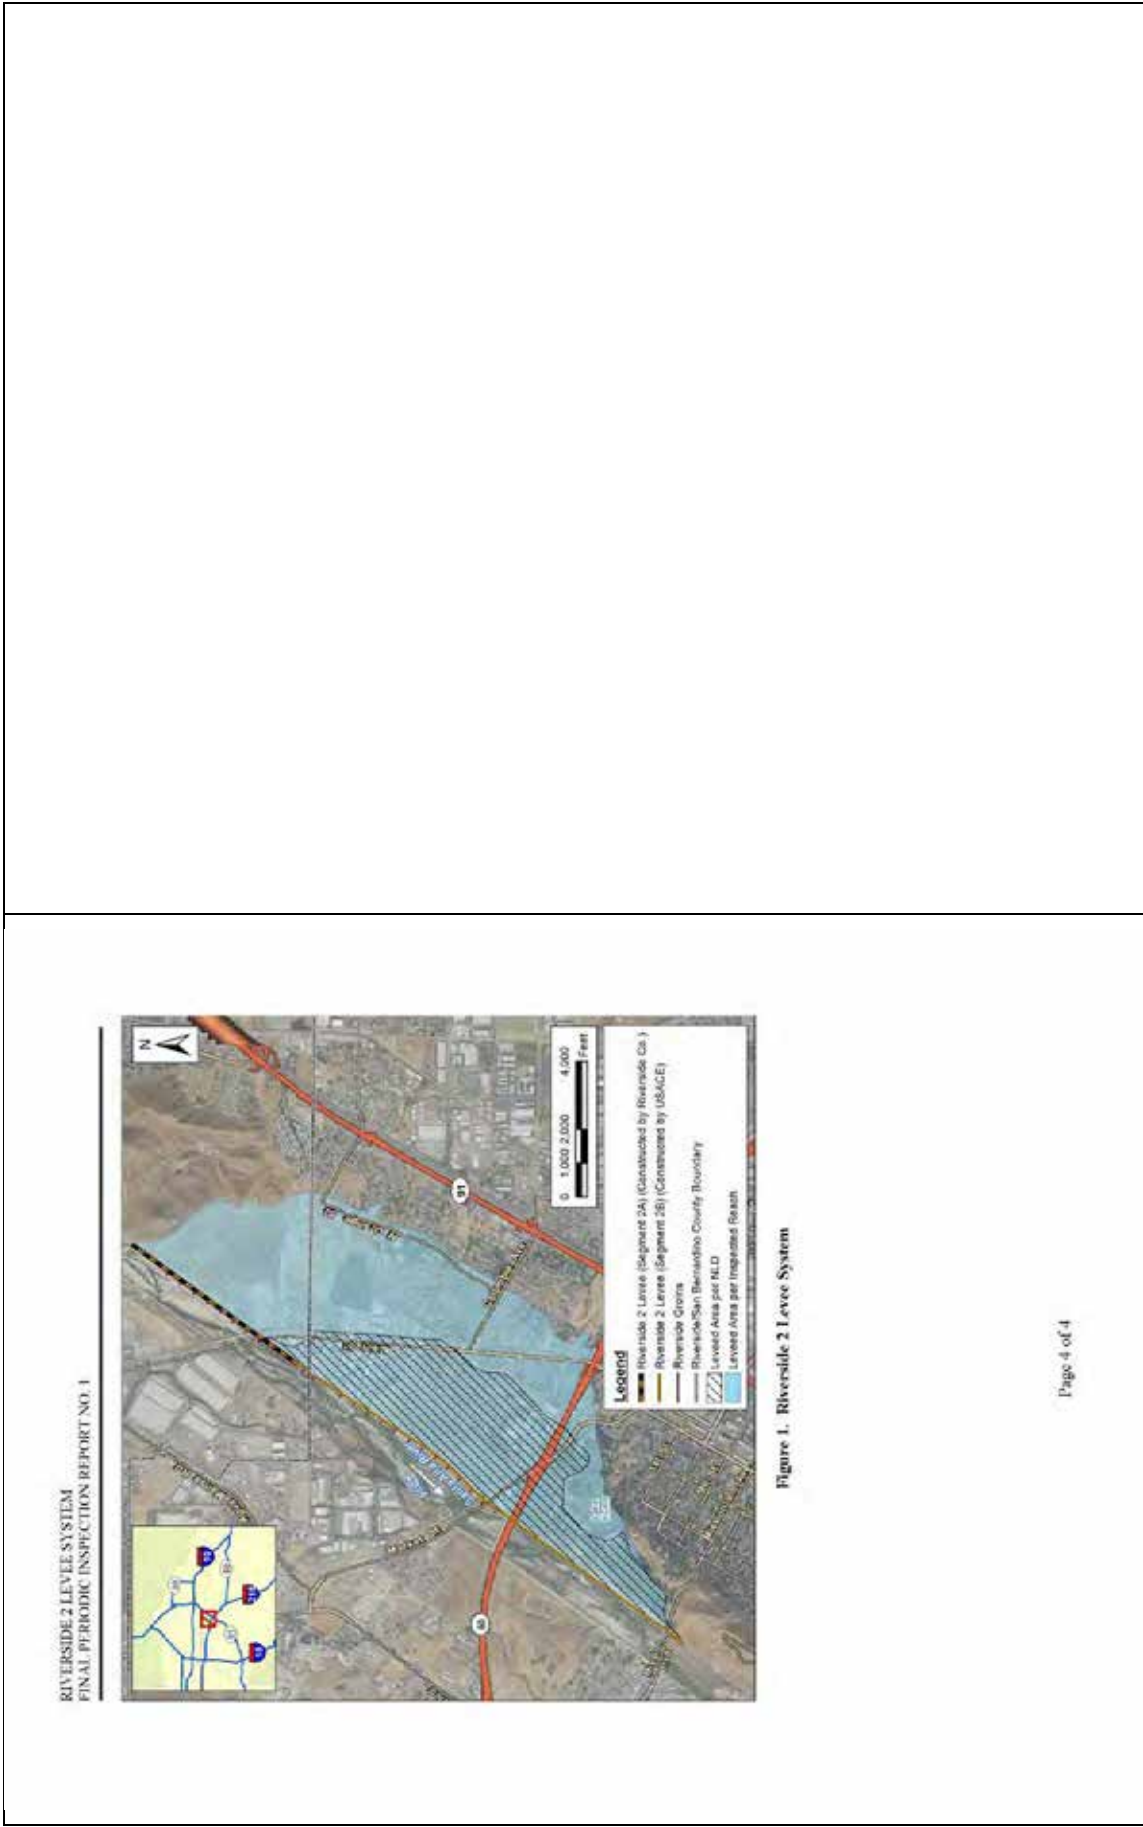 RIVERSIDE 2 LEVEE SYSTEM
FINAL PERIODIC INSPECTION REPORT NO. 1
N
91
60
0 1,000 2,000 4,000
Feet
Legend
Riverside 2 Levee (Segment 2A) (Constructed by Riverside Co.)
Riverside 2 Levee (Segment 2B) (Constructed by USACE)
Riverside Groins
Riverside/San Bernardino County Boundary
Leveed Area per NLD
Leveed Area per Inspected Reach
Figure 1. Riverside 2 Levee System
Page 4 of 4